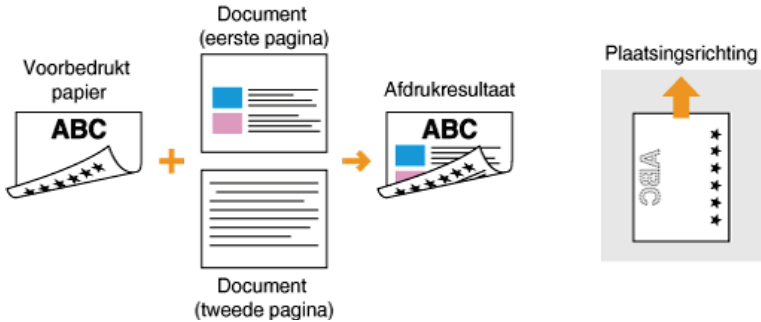 Document
(eerste pagina)
Voorbedrukt
papier
ABC
Afdrukresultaat
ABC
Document
(tweede pagina)
Plaatsingsrichting
ABC